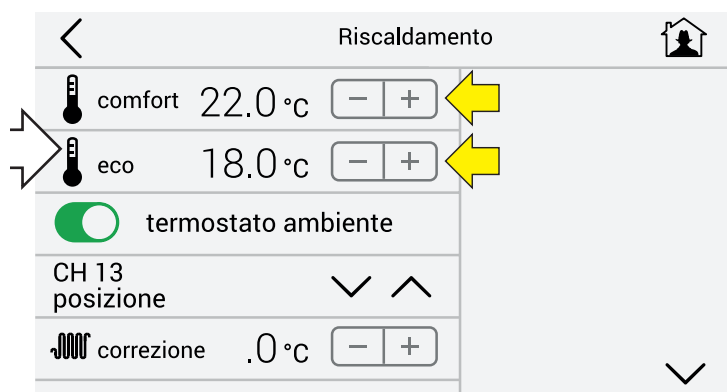 Riscaldamento
comfort 22.0 °C − +
eco 18.0 °C − +
termostato ambiente
CH 13
posizione
correzione .0 °C − +